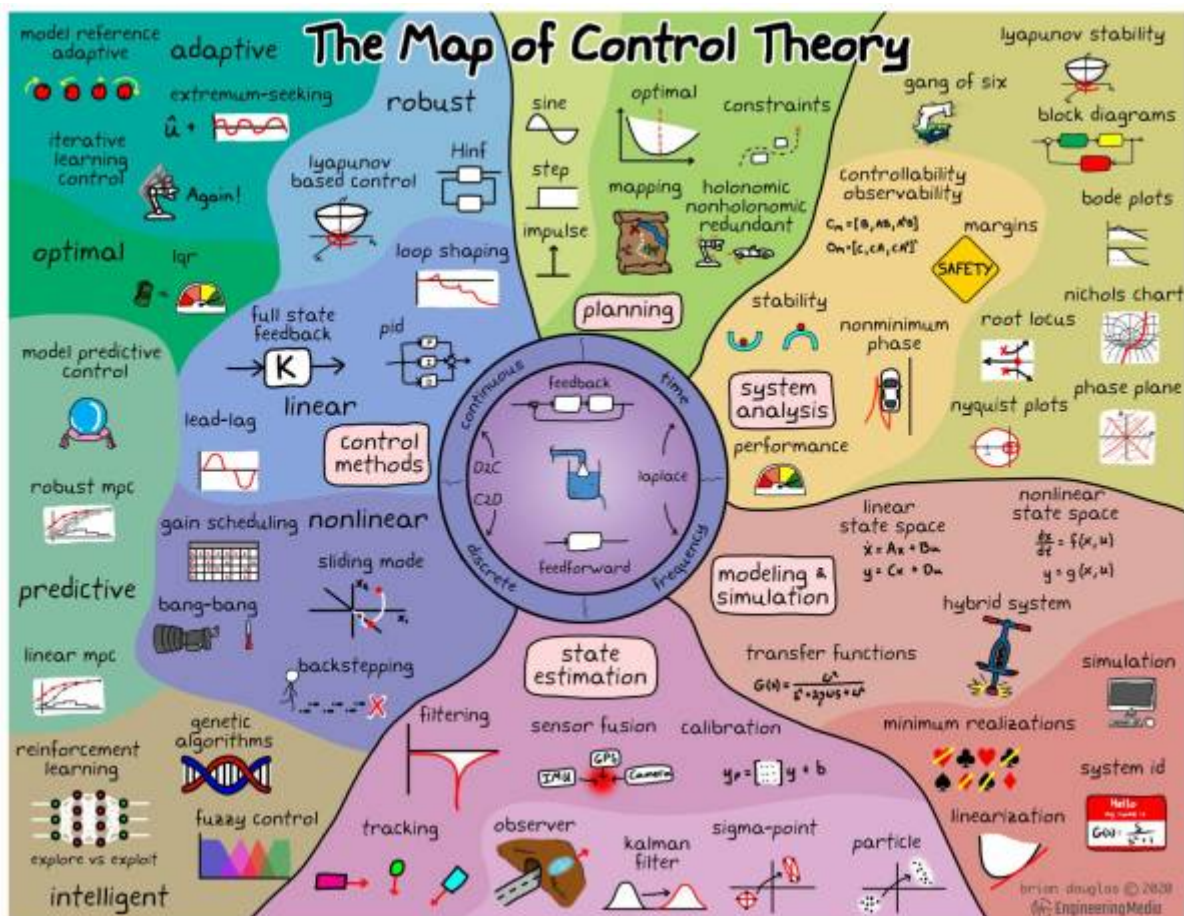 The Map of Control Theory
model reference
adaptive
adaptive
extremum-seeking
û +
iterative
learning
control
Again!
robust
Hinf
lyapunov
based control
loop shaping
optimal
lqr
full state
feedback
K
pid
linear
lead-lag
control
methods
model predictive
control
robust mpc
predictive
linear mpc
gain scheduling
nonlinear
sliding mode
bang-bang
backstepping
X
reinforcement
learning
explore vs exploit
genetic
algorithms
fuzzy control
intelligent
sine
step
impulse
optimal
constraints
mapping
holonomic
nonholonomic
redundant
planning
lyapunov stability
gang of six
block diagrams
controllability
observability
Cm=[B, AB, A²B]
margins
SAFETY
bode plots
nichols chart
stability
nonminimum
phase
root locus
phase plane
nyquist plots
system
analysis
performance
continuous
time
feedback
D2C
C2D
laplace
feedforward
discrete
frequency
linear
state space
ẋ = Ax + Bu
y = Cx + Du
nonlinear
state space
dx/dt = f(x, u)
y = g(x, u)
modeling &
simulation
hybrid system
transfer functions
simulation
minimum realizations
system id
Hello
linearization
state
estimation
filtering
sensor fusion
IMU
GPS
Camera
calibration
tracking
observer
kalman
filter
sigma-point
particle
brian douglas © 2020
EngineeringMedia